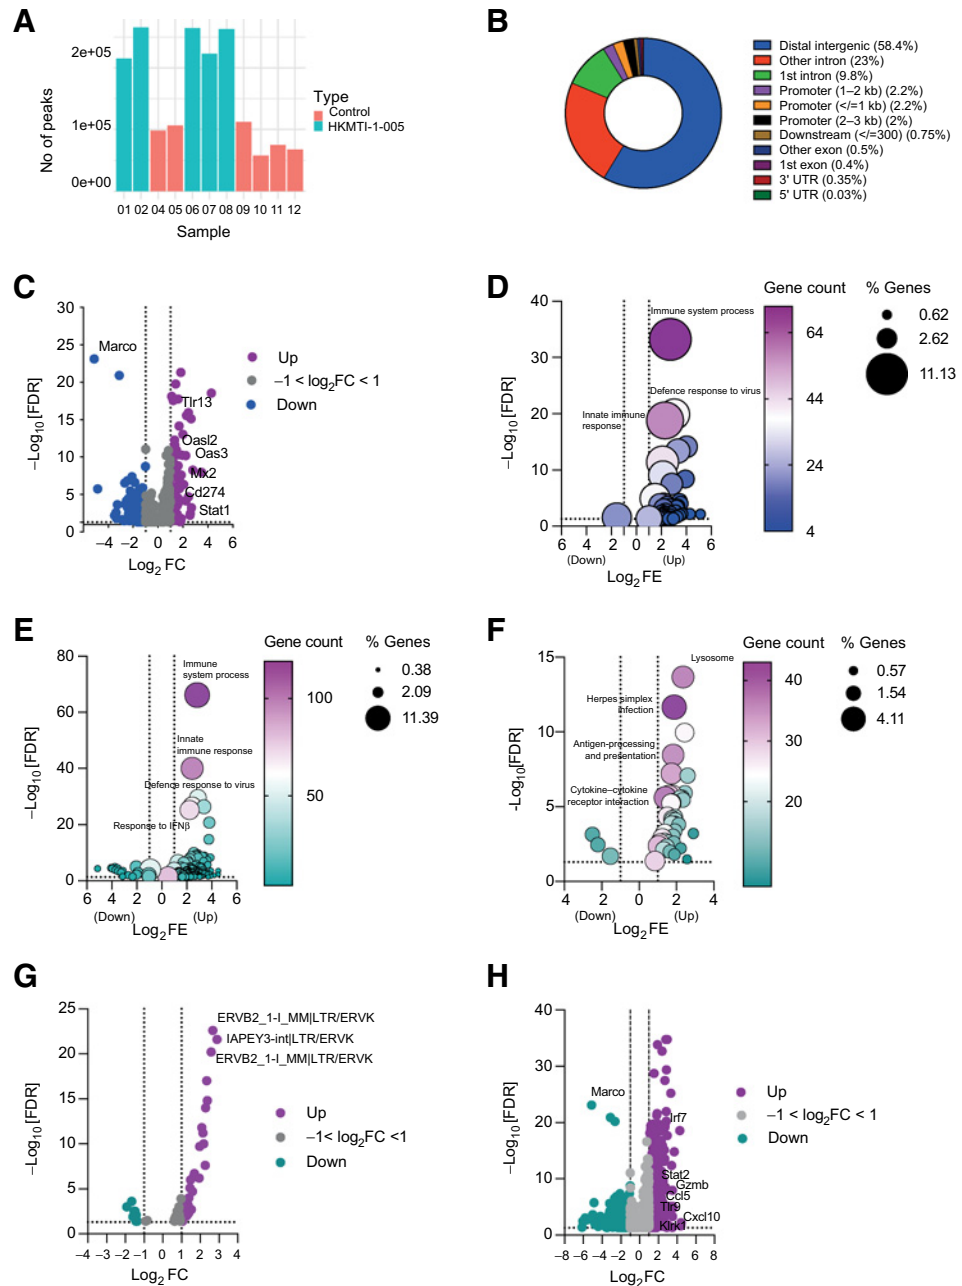 A
No of peaks
2e+05
1e+05
0e+00
01 02 04 05 06 07 08 09 10 11 12
Sample
Type
Control
HKMTI-1-005
B
Distal intergenic (58.4%)
Other intron (23%)
1st intron (9.8%)
Promoter (1–2 kb) (2.2%)
Promoter (</=1 kb) (2.2%)
Promoter (2–3 kb) (2%)
Downstream (</=300) (0.75%)
Other exon (0.5%)
1st exon (0.4%)
3' UTR (0.35%)
5' UTR (0.03%)
C
−Log10[FDR]
30
25
20
15
10
5
1
0
Marco
Tlr13
Oasl2
Oas3
Mx2
Cd274
Stat1
−4 −2 0 2 4 6
Log2 FC
Up
−1 < log2FC < 1
Down
D
−Log10[FDR]
40
30
20
10
0
Immune system process
Defence response to virus
Innate immune
response
6 4 2 0 2 4 6
(Down) (Up)
Log2 FE
Gene count
64
44
24
4
% Genes
0.62
2.62
11.13
E
−Log10[FDR]
80
60
40
20
0
Immune
system process
Innate
immune response
Defence response to virus
Response to IFNβ
6 4 2 0 2 4 6
(Down) (Up)
Log2 FE
Gene count
100
50
% Genes
0.38
2.09
11.39
F
-Log10[FDR]
15
10
5
0
Lysosome
Herpes simplex
infection
Antigen-processing
and presentation
Cytokine–cytokine
receptor interaction
4 2 0 2 4
(Down) (Up)
Log2 FE
Gene count
40
30
20
% Genes
0.57
1.54
4.11
G
−Log10[FDR]
25
20
15
10
5
0
ERVB2_1-I_MM|LTR/ERVK
IAPEY3-int|LTR/ERVK
ERVB2_1-I_MM|LTR/ERVK
−4 −3 −2 −1 0 1 2 3 4
Log2 FC
Up
−1< log2FC <1
Down
H
−Log10[FDR]
40
30
20
10
0
Marco
Irf7
Stat2
Gzmb
Ccl5
Tlr9
Cxcl10
Klrk1
−8 −6 −4 −2 0 2 4 6 8
Log2FC
Up
−1 < log2FC < 1
Down